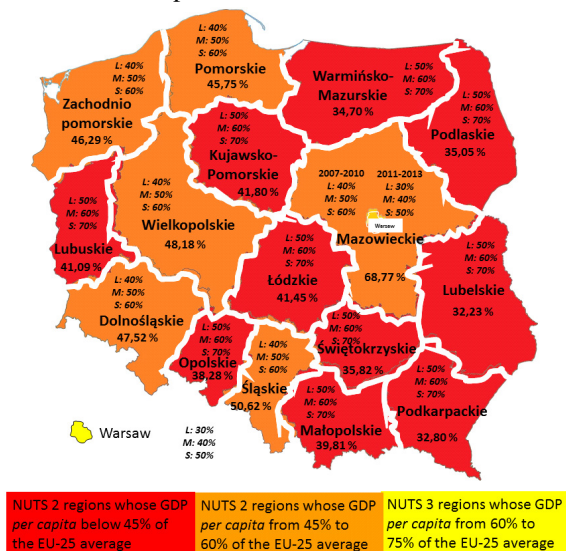 L: 40%
M: 50%
S: 60%
Pomorskie
45,75 %
L: 40%
M: 50%
S: 60%
Zachodnio
pomorskie
46,29 %
L: 50%
M: 60%
S: 70%
Warmińsko-
Mazurskie
34,70 %
L: 50%
M: 60%
S: 70%
Podlaskie
35,05 %
L: 50%
M: 60%
S: 70%
Kujawsko-
Pomorskie
41,80 %
2007-2010
L: 40%
M: 50%
S: 60%
2011-2013
L: 30%
M: 40%
S: 50%
Warsaw
Mazowieckie
68,77 %
L: 40%
M: 50%
S: 60%
Wielkopolskie
48,18 %
L: 50%
M: 60%
S: 70%
Lubuskie
41,09 %
L: 50%
M: 60%
S: 70%
Łódzkie
41,45 %
L: 50%
M: 60%
S: 70%
Lubelskie
32,23 %
L: 40%
M: 50%
S: 60%
Dolnośląskie
47,52 %
L: 50%
M: 60%
S: 70%
Opolskie
38,28 %
L: 40%
M: 50%
S: 60%
Śląskie
50,62 %
L: 50%
M: 60%
S: 70%
Świętokrzyskie
35,82 %
L: 50%
M: 60%
S: 70%
Małopolskie
39,81 %
L: 50%
M: 60%
S: 70%
Podkarpackie
32,80 %
Warsaw
L: 30%
M: 40%
S: 50%
NUTS 2 regions whose GDP
per capita below 45% of
the EU-25 average
NUTS 2 regions whose GDP
per capita from 45% to
60% of the EU-25 average
NUTS 3 regions whose GDP
per capita from 60% to
75% of the EU-25 average